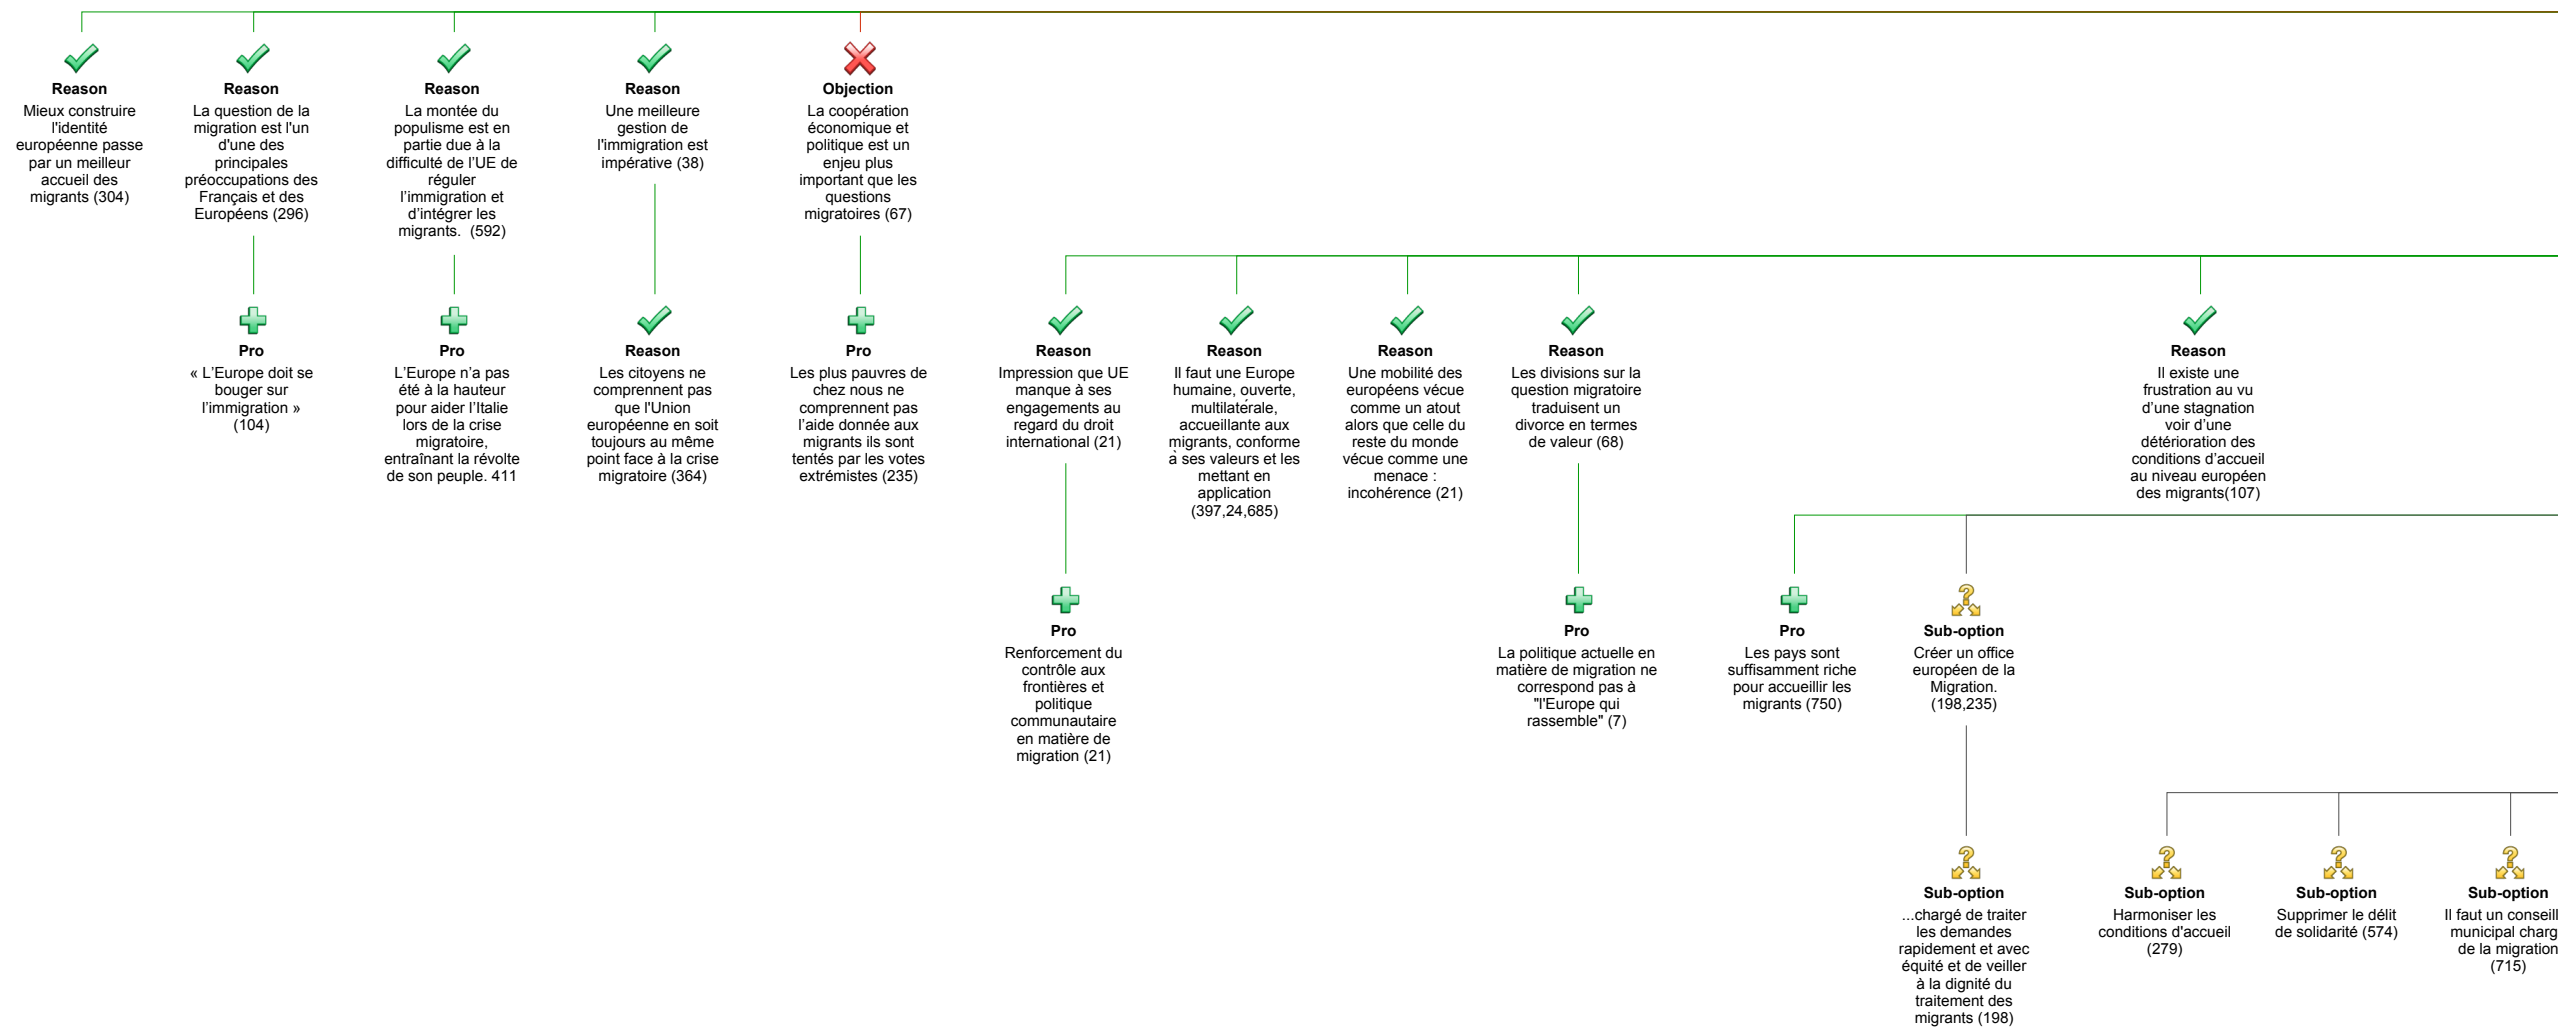 Reason
Mieux construire
l'identité
européenne passe
par un meilleur
accueil des
migrants (304)
Reason
La question de la
migration est l'un
d'une des
principales
préoccupations des
Français et des
Européens (296)
Reason
La montée du
populisme est en
partie due à la
difficulté de l’UE de
réguler
l’immigration et
d’intégrer les
migrants.  (592)
Reason
Une meilleure
gestion de
l'immigration est
impérative (38)
Objection
La coopération
économique et
politique est un
enjeu plus
important que les
questions
migratoires (67)
Pro
« L’Europe doit se
bouger sur
l’immigration »
(104)
Pro
L’Europe n’a pas
été à la hauteur
pour aider l’Italie
lors de la crise
migratoire,
entraînant la révolte
de son peuple. 411
Reason
Les citoyens ne
comprennent pas
que l'Union
européenne en soit
toujours au même
point face à la crise
migratoire (364)
Pro
Les plus pauvres de
chez nous ne
comprennent pas
l’aide donnée aux
migrants ils sont
tentés par les votes
extrémistes (235)
Reason
Impression que UE
manque à ses
engagements au
regard du droit
international (21)
Reason
Il faut une Europe
humaine, ouverte,
multilatérale,
accueillante aux
migrants, conforme
à ses valeurs et les
mettant en
application
(397,24,685)
Reason
Une mobilité des
européens vécue
comme un atout
alors que celle du
reste du monde
vécue comme une
menace :
incohérence (21)
Reason
Les divisions sur la
question migratoire
traduisent un
divorce en termes
de valeur (68)
Reason
Il existe une
frustration au vu
d’une stagnation
voir d’une
détérioration des
conditions d’accueil
au niveau européen
des migrants(107)
Pro
Renforcement du
contrôle aux
frontières et
politique
communautaire
en matière de
migration (21)
Pro
La politique actuelle en
matière de migration ne
correspond pas à
"l'Europe qui
rassemble" (7)
Pro
Les pays sont
suffisamment riche
pour accueillir les
migrants (750)
Sub-option
Créer un office
européen de la
Migration.
(198,235)
Sub-option
...chargé de traiter
les demandes
rapidement et avec
équité et de veiller
à la dignité du
traitement des
migrants (198)
Sub-option
Harmoniser les
conditions d'accueil
(279)
Sub-option
Supprimer le délit
de solidarité (574)
Sub-option
Il faut un conseill
municipal charg
de la migration
(715)